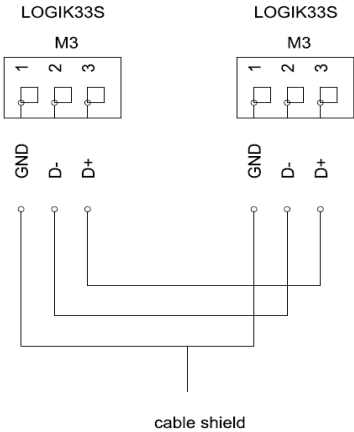 LOGIK33S LOGIK33S
M3 M3
1 2 3 1 2 3
GND D- D+ GND D- D+
cable shield